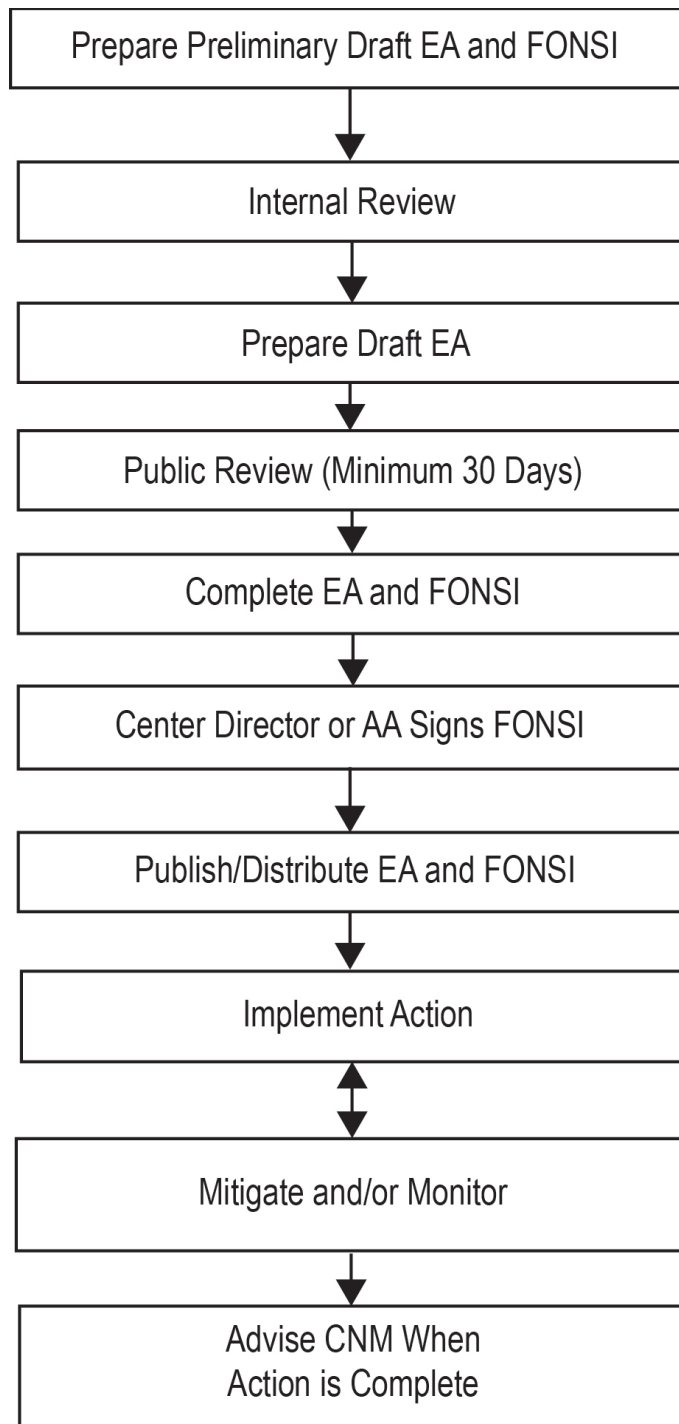 Prepare Preliminary Draft EA and FONSI
Internal Review
Prepare Draft EA
Public Review (Minimum 30 Days)
Complete EA and FONSI
Center Director or AA Signs FONSI
Publish/Distribute EA and FONSI
Implement Action
Mitigate and/or Monitor
Advise CNM When
Action is Complete